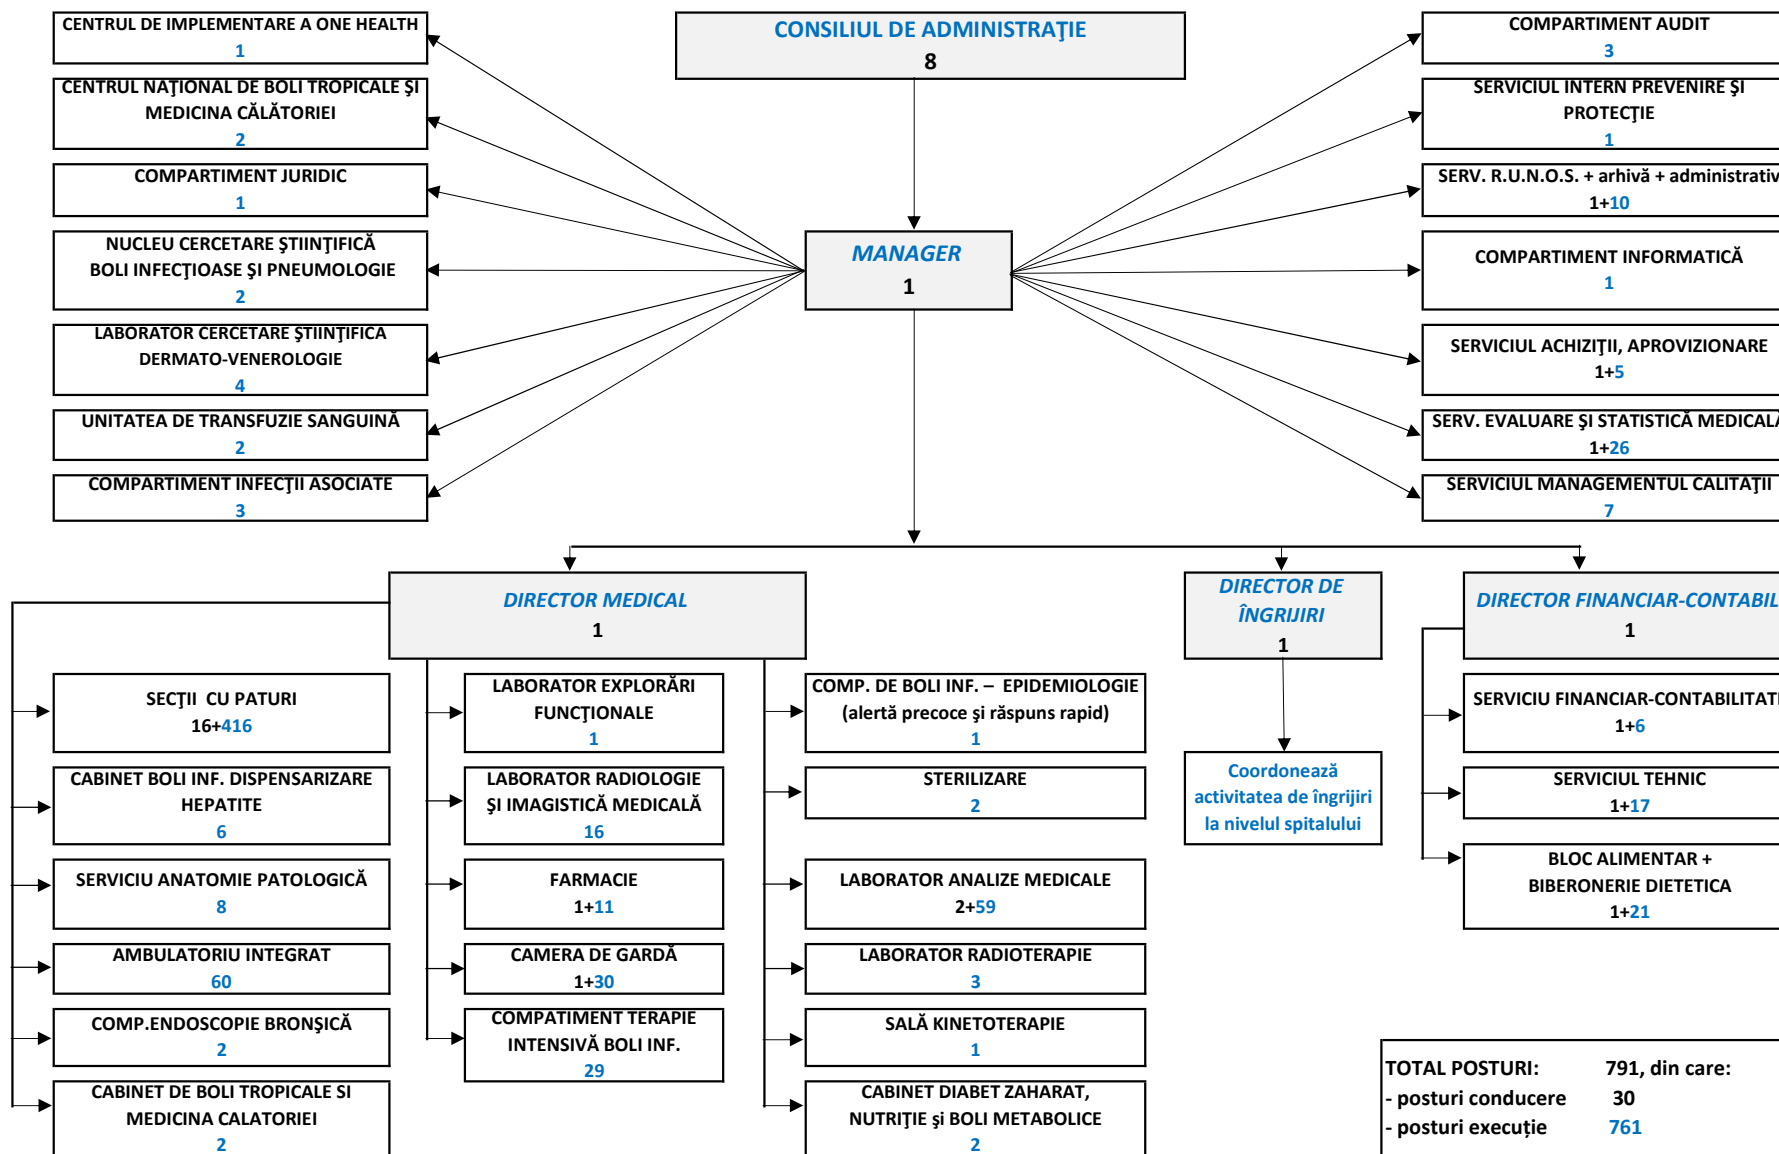 CENTRUL DE IMPLEMENTARE A ONE HEALTH
1
CENTRUL NAŢIONAL DE BOLI TROPICALE ŞI
MEDICINA CĂLĂTORIEI
2
COMPARTIMENT JURIDIC
1
NUCLEU CERCETARE ŞTIINŢIFICĂ
BOLI INFECŢIOASE ŞI PNEUMOLOGIE
2
LABORATOR CERCETARE ŞTIINŢIFICA
DERMATO-VENEROLOGIE
4
UNITATEA DE TRANSFUZIE SANGUINĂ
2
COMPARTIMENT INFECŢII ASOCIATE
3
CONSILIUL DE ADMINISTRAŢIE
8
MANAGER
1
COMPARTIMENT AUDIT
3
SERVICIUL INTERN PREVENIRE ŞI
PROTECŢIE
1
SERV. R.U.N.O.S. + arhivă + administrativ
1+10
COMPARTIMENT INFORMATICĂ
1
SERVICIUL ACHIZIŢII, APROVIZIONARE
1+5
SERV. EVALUARE ŞI STATISTICĂ MEDICALĂ
1+26
SERVICIUL MANAGEMENTUL CALITAŢII
7
DIRECTOR MEDICAL
1
DIRECTOR DE
ÎNGRIJIRI
1
DIRECTOR FINANCIAR-CONTABIL
1
SECŢII CU PATURI
16+416
CABINET BOLI INF. DISPENSARIZARE
HEPATITE
6
SERVICIU ANATOMIE PATOLOGICĂ
8
AMBULATORIU INTEGRAT
60
COMP.ENDOSCOPIE BRONŞICĂ
2
CABINET DE BOLI TROPICALE SI
MEDICINA CALATORIEI
2
LABORATOR EXPLORĂRI
FUNCŢIONALE
1
LABORATOR RADIOLOGIE
ŞI IMAGISTICĂ MEDICALĂ
16
FARMACIE
1+11
CAMERA DE GARDĂ
1+30
COMPATIMENT TERAPIE
INTENSIVĂ BOLI INF.
29
COMP. DE BOLI INF. – EPIDEMIOLOGIE
(alertă precoce şi răspuns rapid)
1
STERILIZARE
2
LABORATOR ANALIZE MEDICALE
2+59
LABORATOR RADIOTERAPIE
3
SALĂ KINETOTERAPIE
1
CABINET DIABET ZAHARAT,
NUTRIŢIE şi BOLI METABOLICE
2
Coordonează
activitatea de îngrijiri
la nivelul spitalului
SERVICIU FINANCIAR-CONTABILITATE
1+6
SERVICIUL TEHNIC
1+17
BLOC ALIMENTAR +
BIBERONERIE DIETETICA
1+21
TOTAL POSTURI: 791, din care:
- posturi conducere 30
- posturi execuție 761